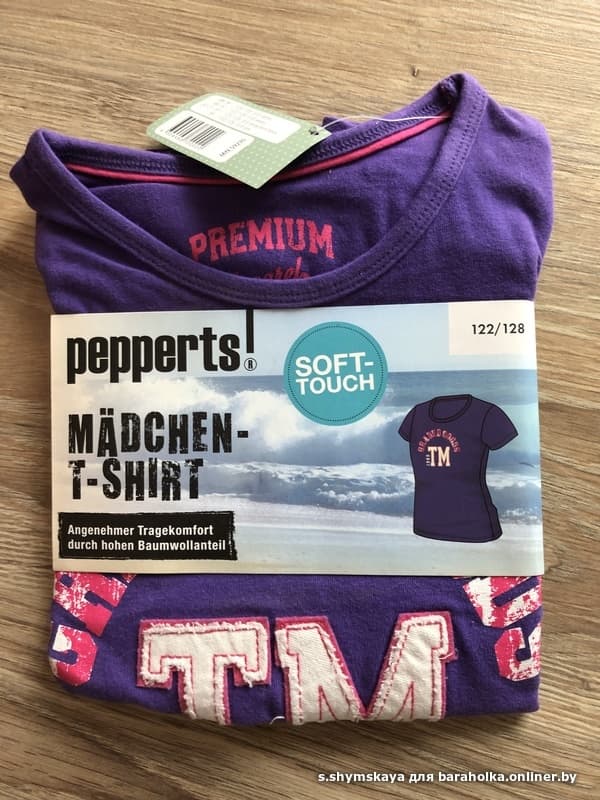 PREMIUM
pepperts!®
SOFT-
TOUCH
122/128
MÄDCHEN-
T-SHIRT
TM
Angenehmer Tragekomfort
durch hohen Baumwollanteil
TM
s.shymskaya для baraholka.onliner.by